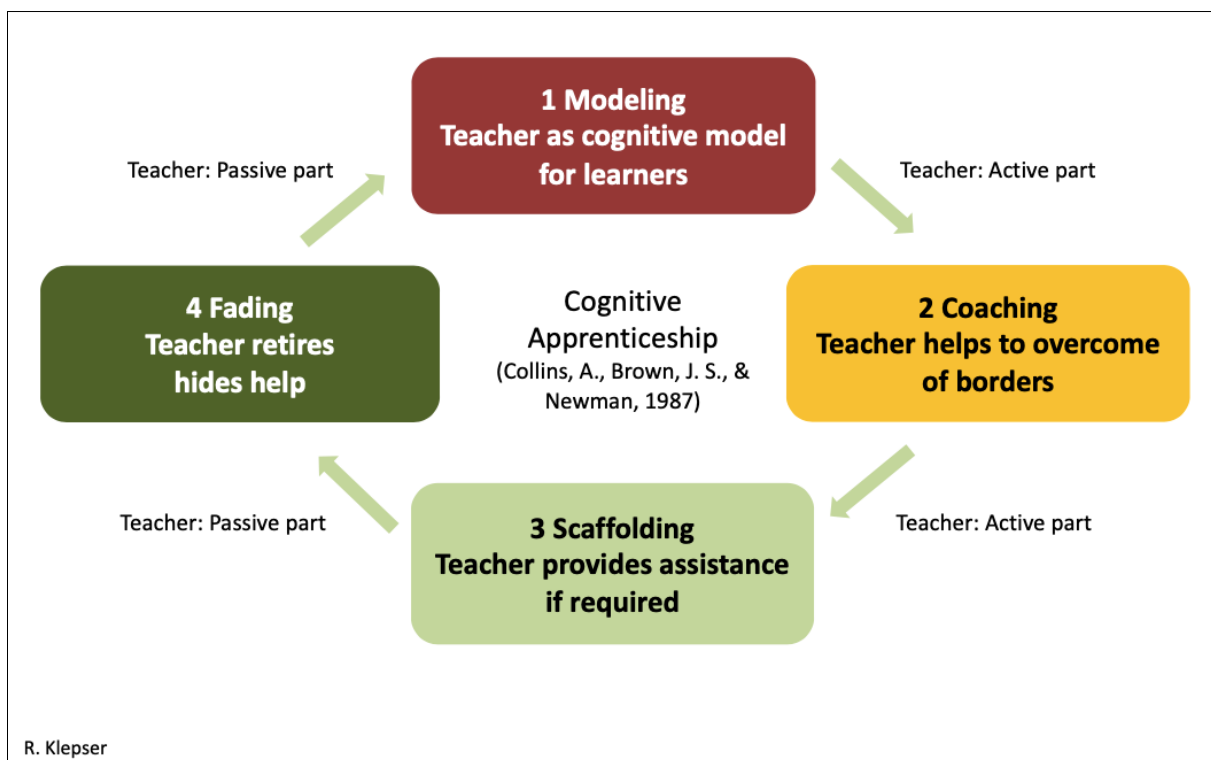 1 Modeling
Teacher as cognitive model
for learners
Teacher: Passive part
Teacher: Active part
4 Fading
Teacher retires
hides help
Cognitive
Apprenticeship
(Collins, A., Brown, J. S., &
Newman, 1987)
2 Coaching
Teacher helps to overcome
of borders
Teacher: Passive part
Teacher: Active part
3 Scaffolding
Teacher provides assistance
if required
R. Klepser